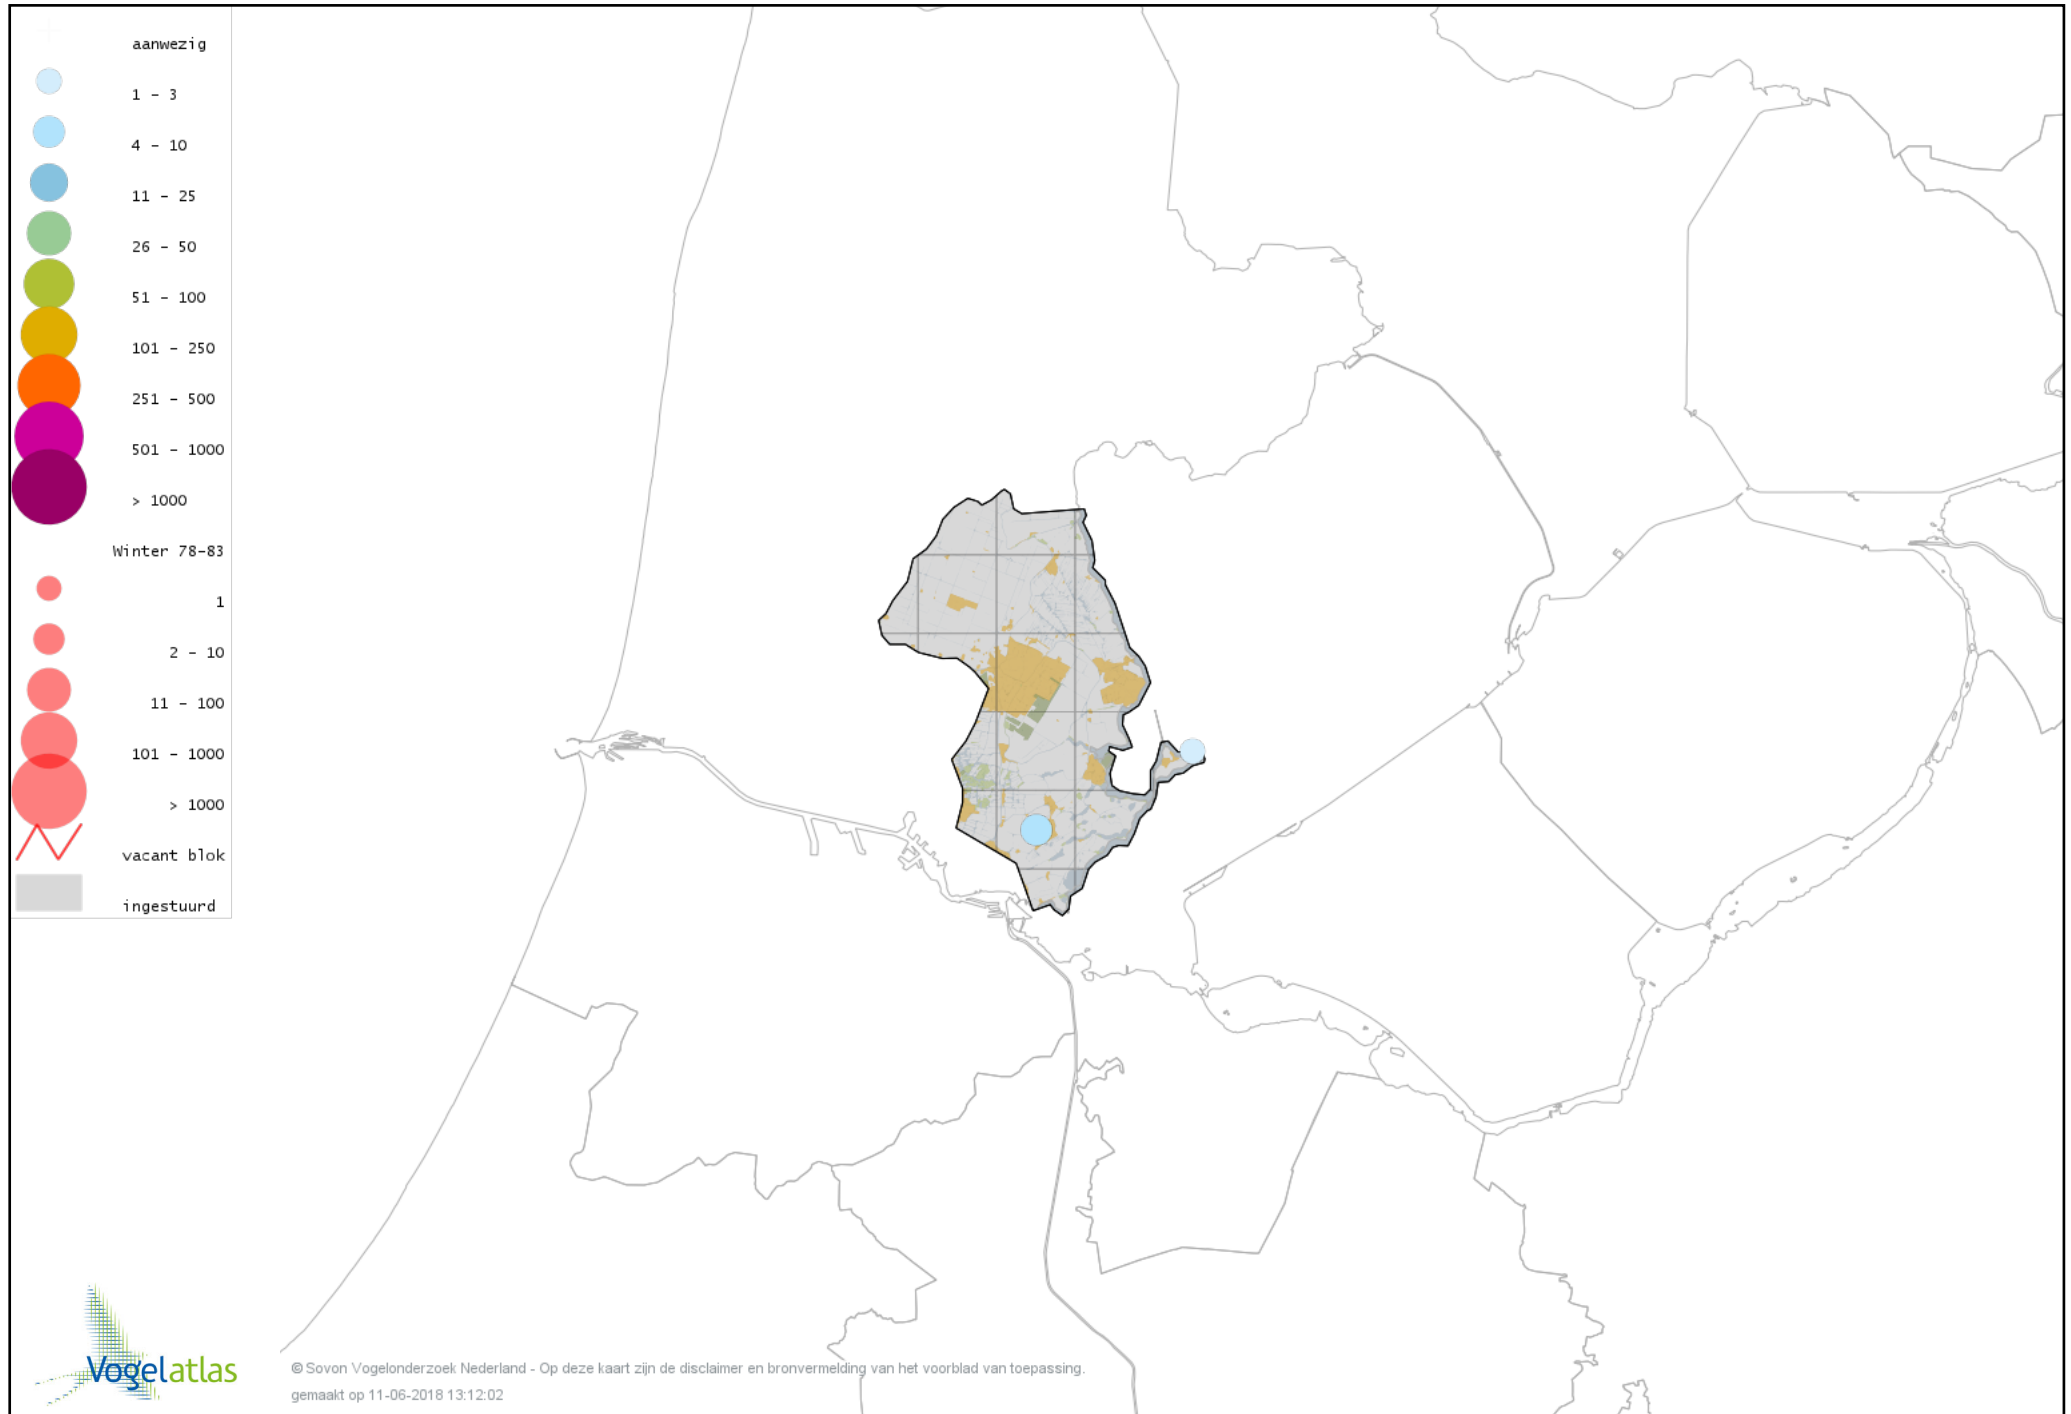 aanwezig
1 - 3
4 - 10
11 - 25
26 - 50
51 - 100
101 - 250
251 - 500
501 - 1000
> 1000
Winter 78-83
1
2 - 10
11 - 100
101 - 1000
> 1000
vacant blok
ingestuurd
Vogelatlas
© Sovon Vogelonderzoek Nederland - Op deze kaart zijn de disclaimer en bronvermelding van het voorblad van toepassing.
gemaakt op 11-06-2018 13:12:02